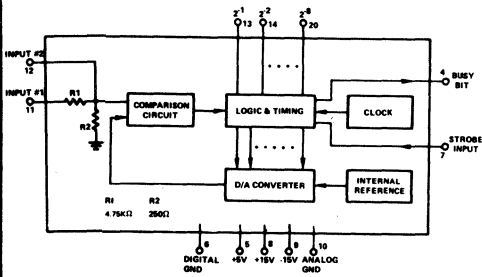 2⁻¹ 2⁻² 2⁻⁸
13 14 20
INPUT #2
12
INPUT #1
11
R1
R2
COMPARISON CIRCUIT
LOGIC & TIMING
CLOCK
4 BUSY BIT
STROBE INPUT
7
D/A CONVERTER
INTERNAL REFERENCE
R1 R2
4.75KΩ 250Ω
6 5 8 9 10
DIGITAL GND +5V +15V -15V ANALOG GND